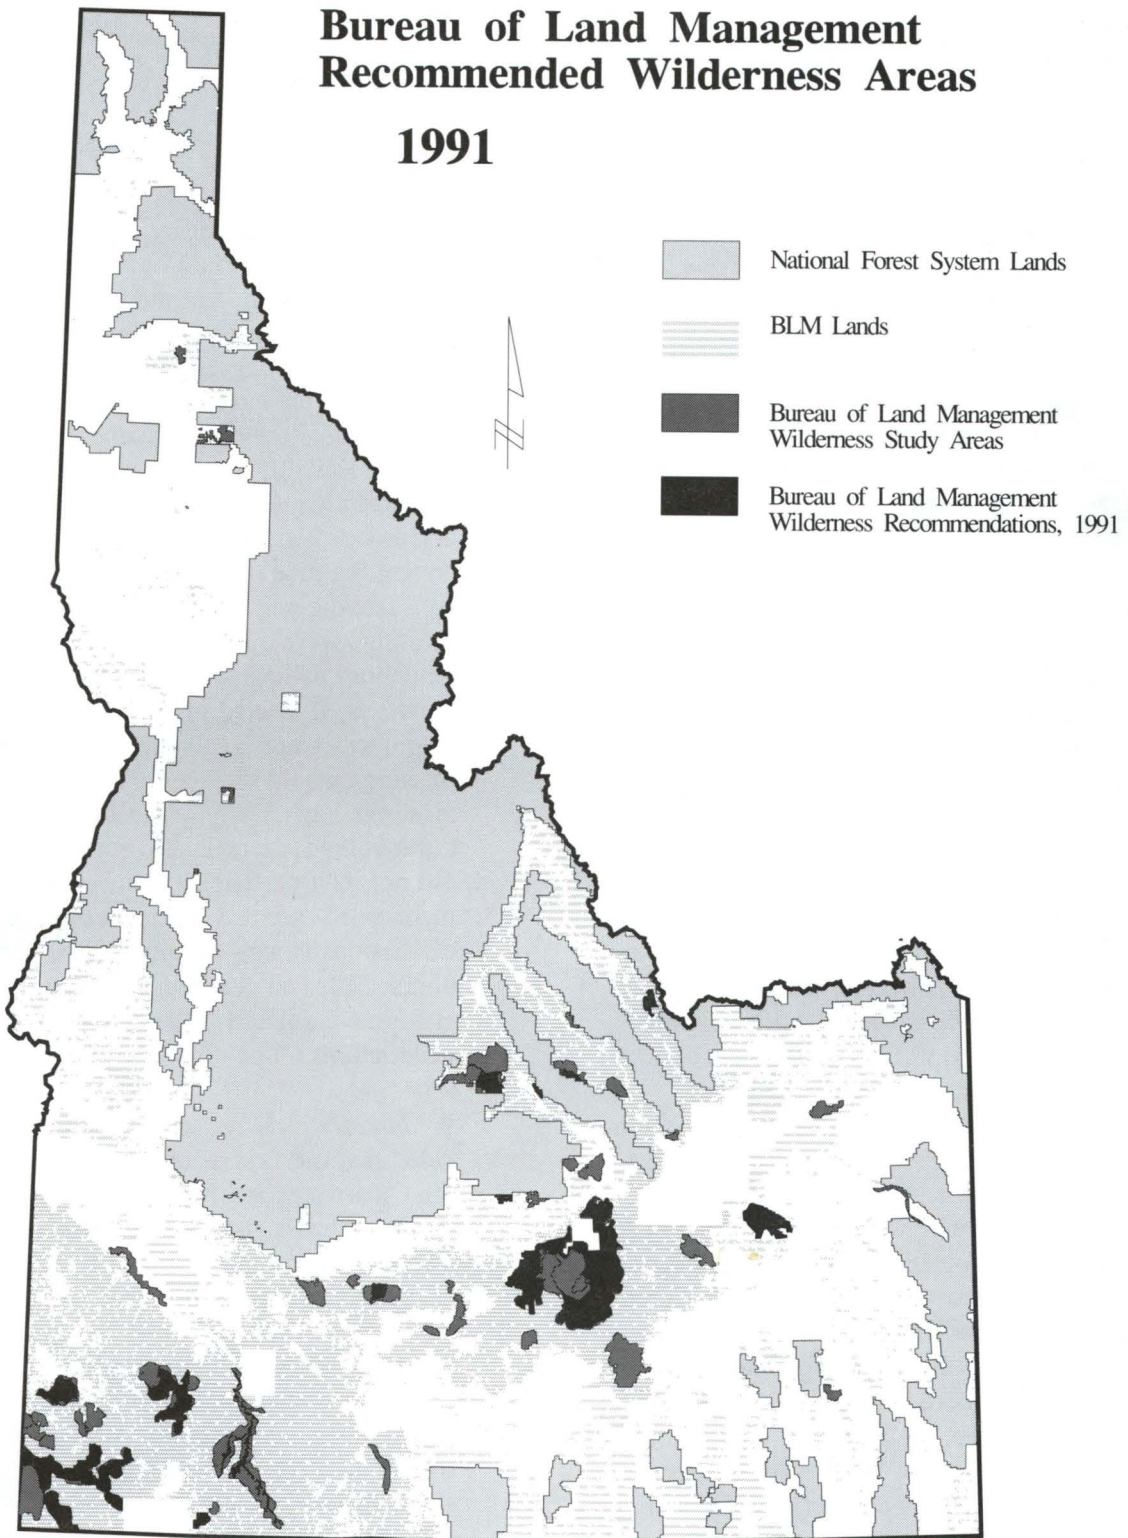 Bureau of Land Management
Recommended Wilderness Areas
1991
National Forest System Lands
BLM Lands
Bureau of Land Management
Wilderness Study Areas
Bureau of Land Management
Wilderness Recommendations, 1991